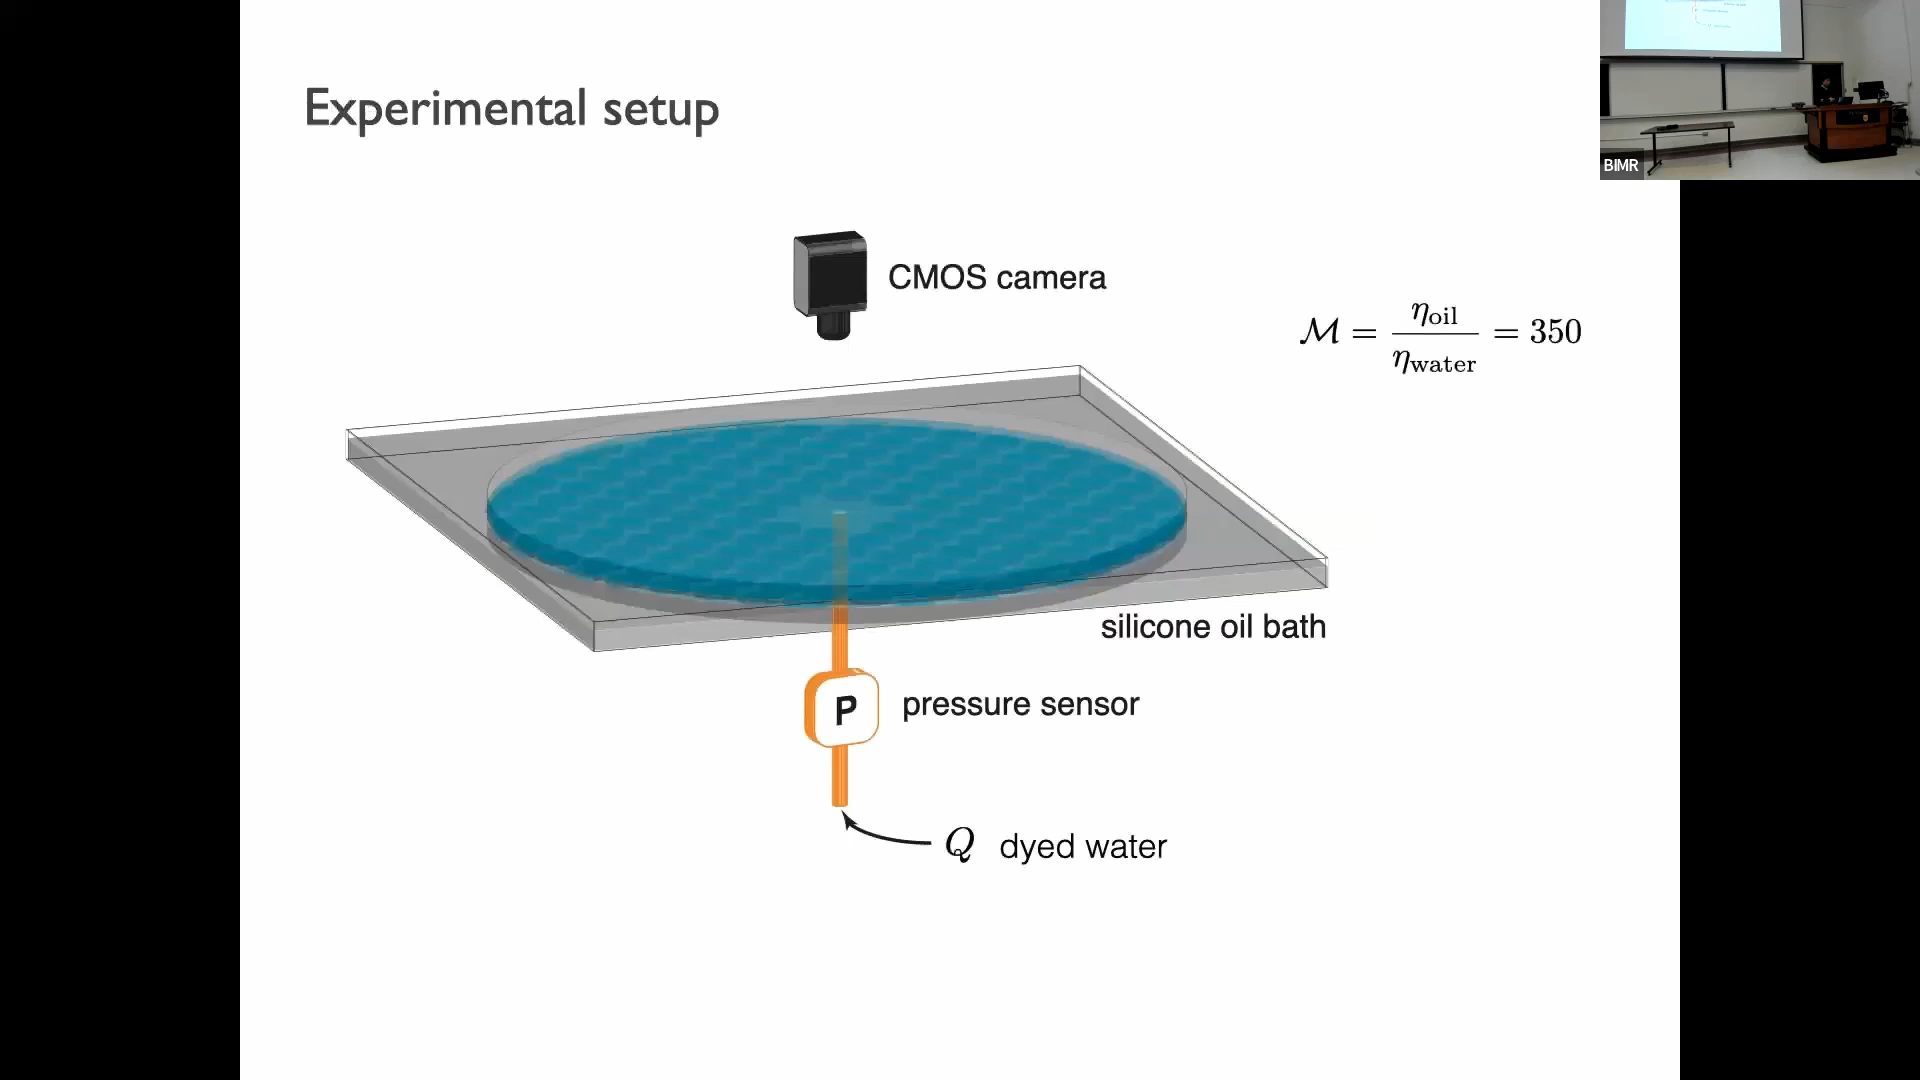 Experimental setup
BIMR
CMOS camera
M = η_oil / η_water = 350
silicone oil bath
P
pressure sensor
Q dyed water